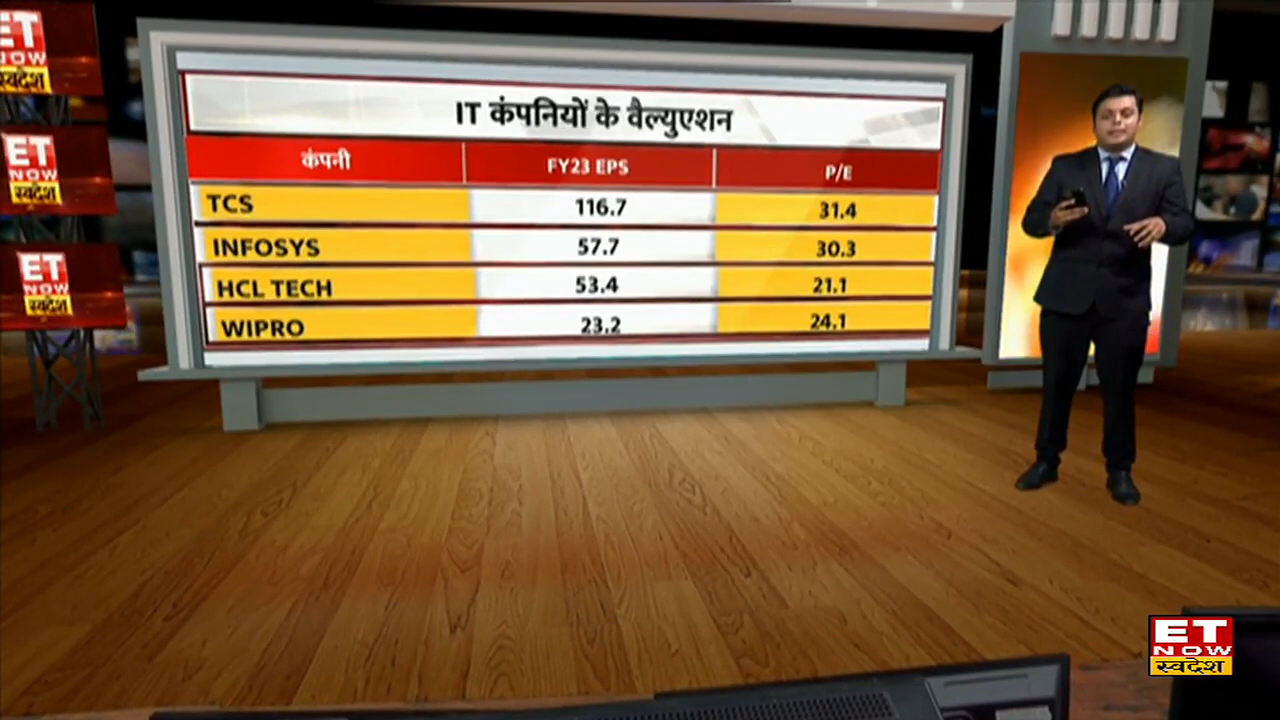 ET
NOW
स्वदेश
ET
NOW
स्वदेश
ET
NOW
स्वदेश
IT कंपनियों के वैल्युएशन
कंपनी FY23 EPS P/E
TCS 116.7 31.4
INFOSYS 57.7 30.3
HCL TECH 53.4 21.1
WIPRO 23.2 24.1
ET
NOW
स्वदेश